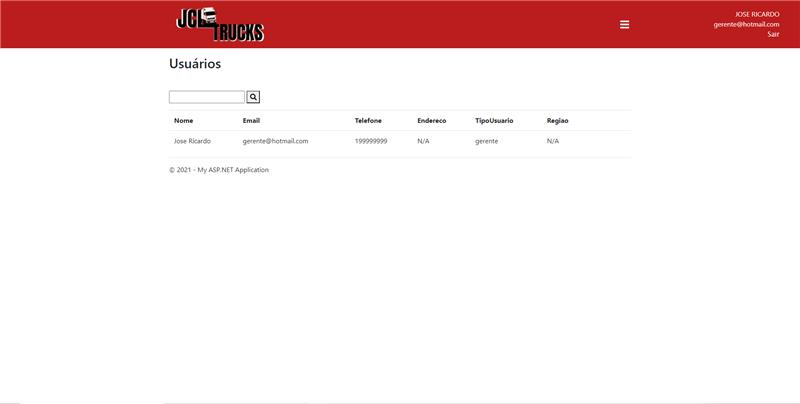 JCL
TRUCKS
JOSE RICARDO
gerente@hotmail.com
Sair
Usuários
Nome Email Telefone Endereco TipoUsuario Regiao
Jose Ricardo gerente@hotmail.com 199999999 N/A gerente N/A
© 2021 - My ASP.NET Application